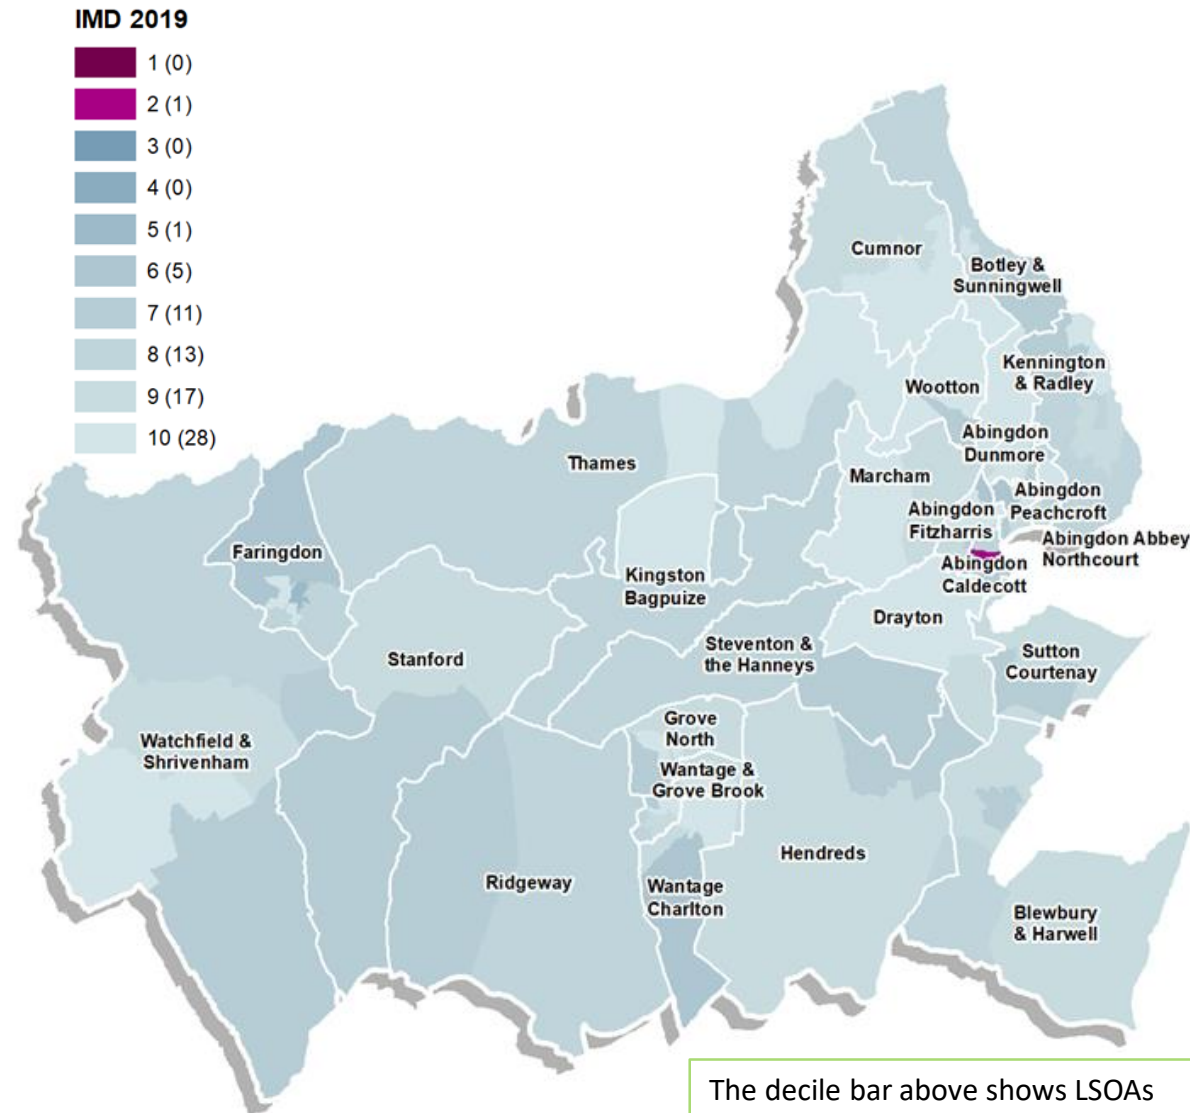 IMD 2019
1 (0)
2 (1)
3 (0)
4 (0)
5 (1)
6 (5)
7 (11)
8 (13)
9 (17)
10 (28)
Cumnor
Botley &
Sunningwell
Kennington
& Radley
Wootton
Abingdon
Dunmore
Thames
Marcham
Abingdon
Peachcroft
Abingdon
Fitzharris
Abingdon Abbey
Northcourt
Faringdon
Abingdon
Caldecott
Kingston
Bagpuize
Drayton
Steventon &
the Hanneys
Stanford
Sutton
Courtenay
Grove
North
Watchfield &
Shrivenham
Wantage &
Grove Brook
Hendreds
Ridgeway
Wantage
Charlton
Blewbury
& Harwell
The decile bar above shows LSOAs